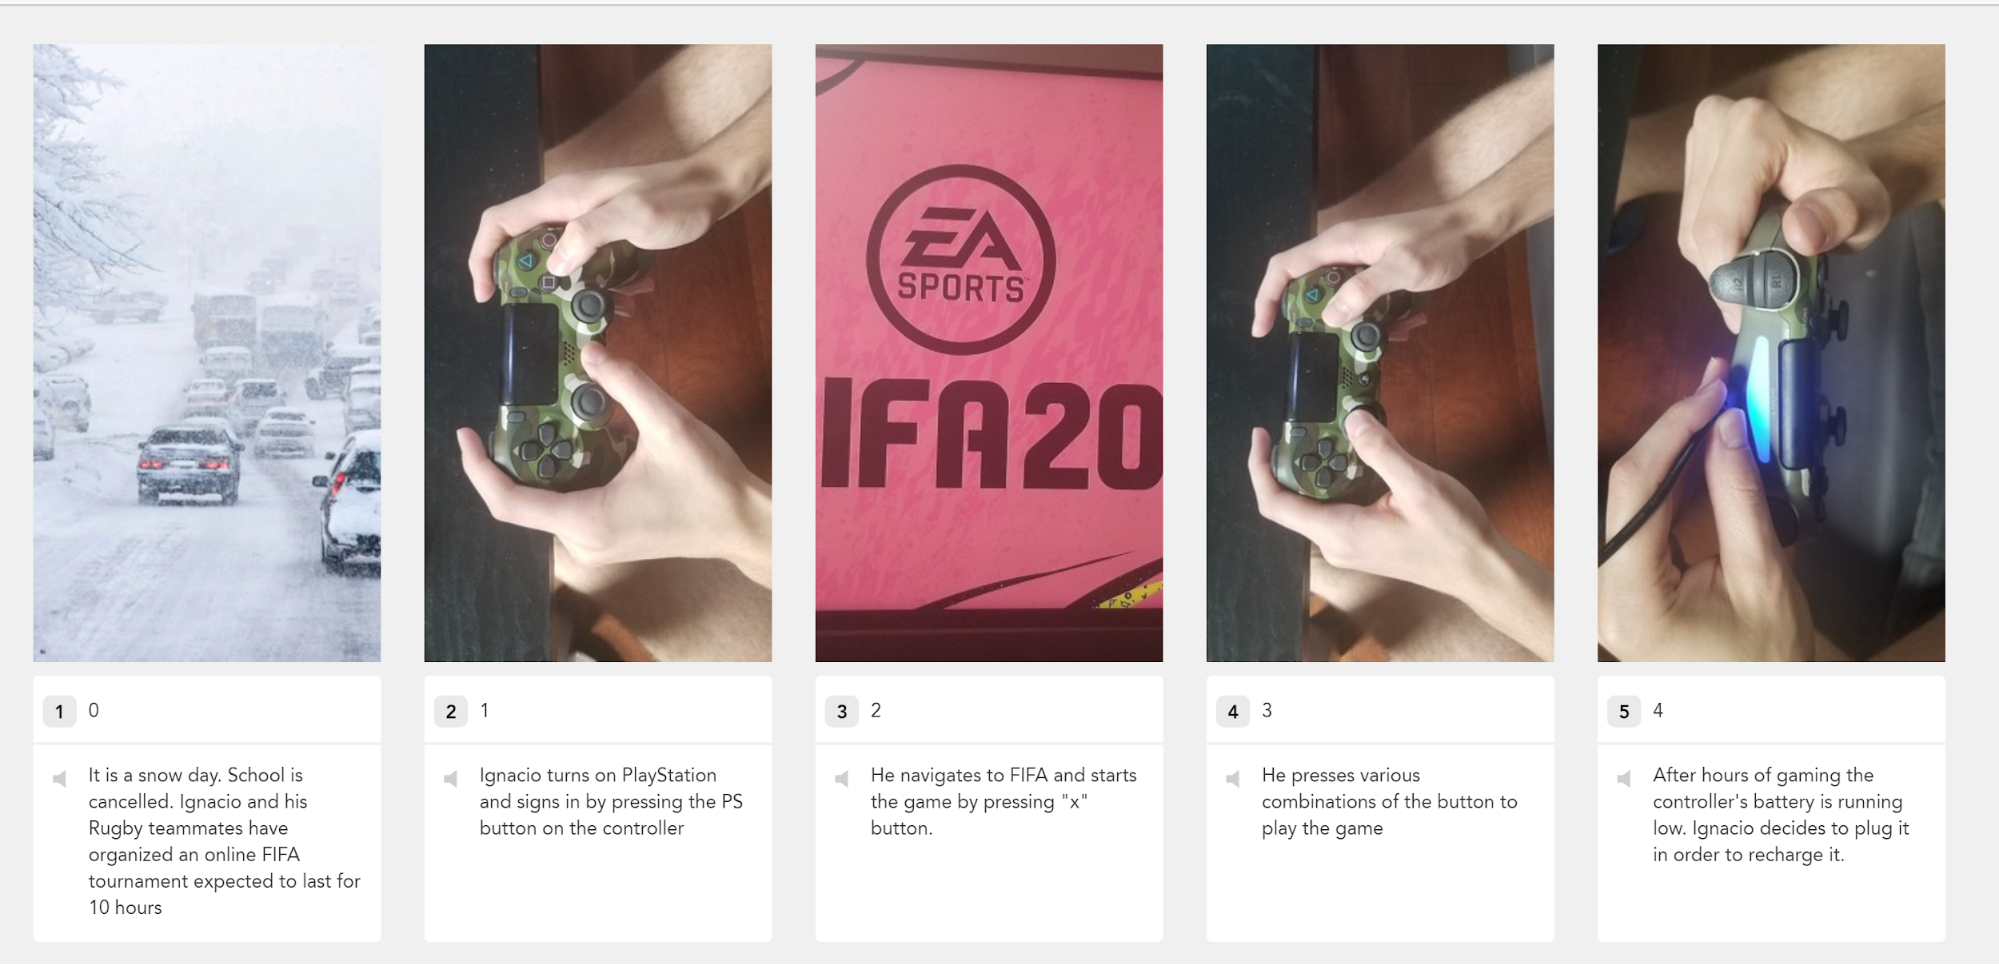 EA
SPORTS
IFA20
R2
R1
1 0
It is a snow day. School is
cancelled. Ignacio and his
Rugby teammates have
organized an online FIFA
tournament expected to last for
10 hours
2 1
Ignacio turns on PlayStation
and signs in by pressing the PS
button on the controller
3 2
He navigates to FIFA and starts
the game by pressing "x"
button.
4 3
He presses various
combinations of the button to
play the game
5 4
After hours of gaming the
controller's battery is running
low. Ignacio decides to plug it
in order to recharge it.